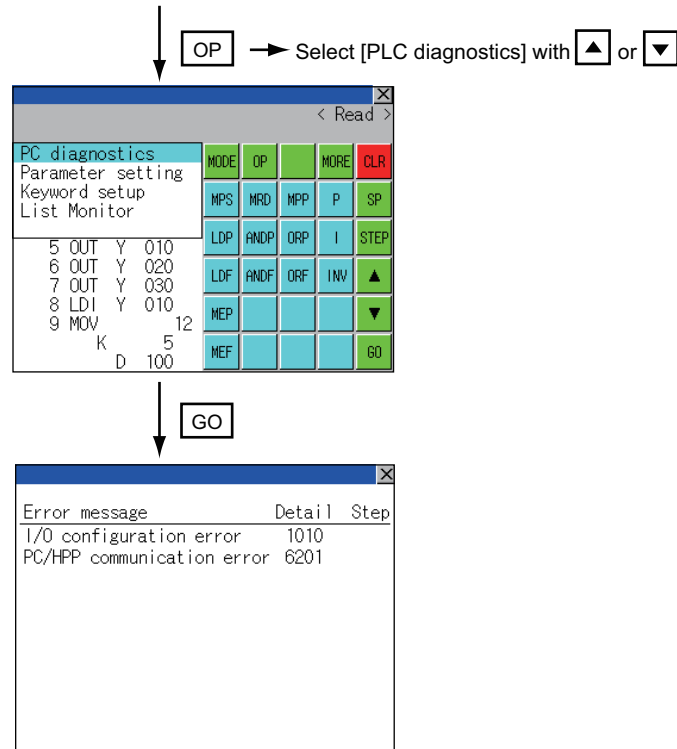 OP Select [PLC diagnostics] with ▲ or ▼
X
< Read >
PC diagnostics
Parameter setting
Keyword setup
List Monitor
5 OUT Y 010
6 OUT Y 020
7 OUT Y 030
8 LDI Y 010
9 MOV 12
K 5
D 100
MODE OP MORE CLR
MPS MRD MPP P SP
LDP ANDP ORP I STEP
LDF ANDF ORF INV ▲
MEP ▼
MEF GO
GO
X
Error message Detail Step
I/O configuration error 1010
PC/HPP communication error 6201